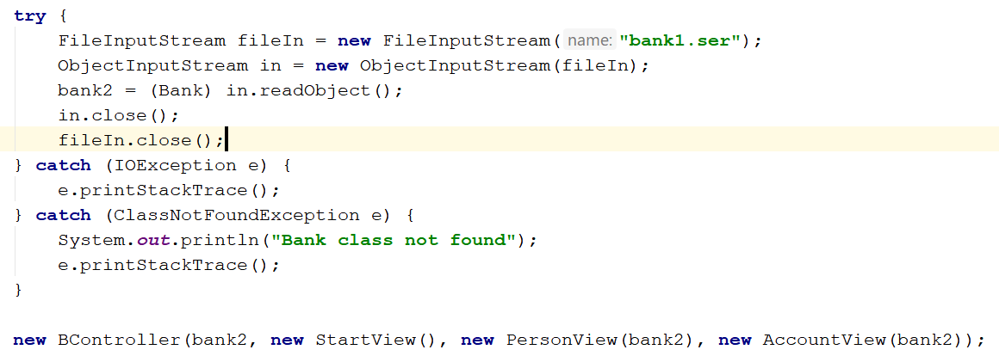 try {
    FileInputStream fileIn = new FileInputStream( name: "bank1.ser");
    ObjectInputStream in = new ObjectInputStream(fileIn);
    bank2 = (Bank) in.readObject();
    in.close();
    fileIn.close();
} catch (IOException e) {
    e.printStackTrace();
} catch (ClassNotFoundException e) {
    System.out.println("Bank class not found");
    e.printStackTrace();
}
new BController(bank2, new StartView(), new PersonView(bank2), new AccountView(bank2));